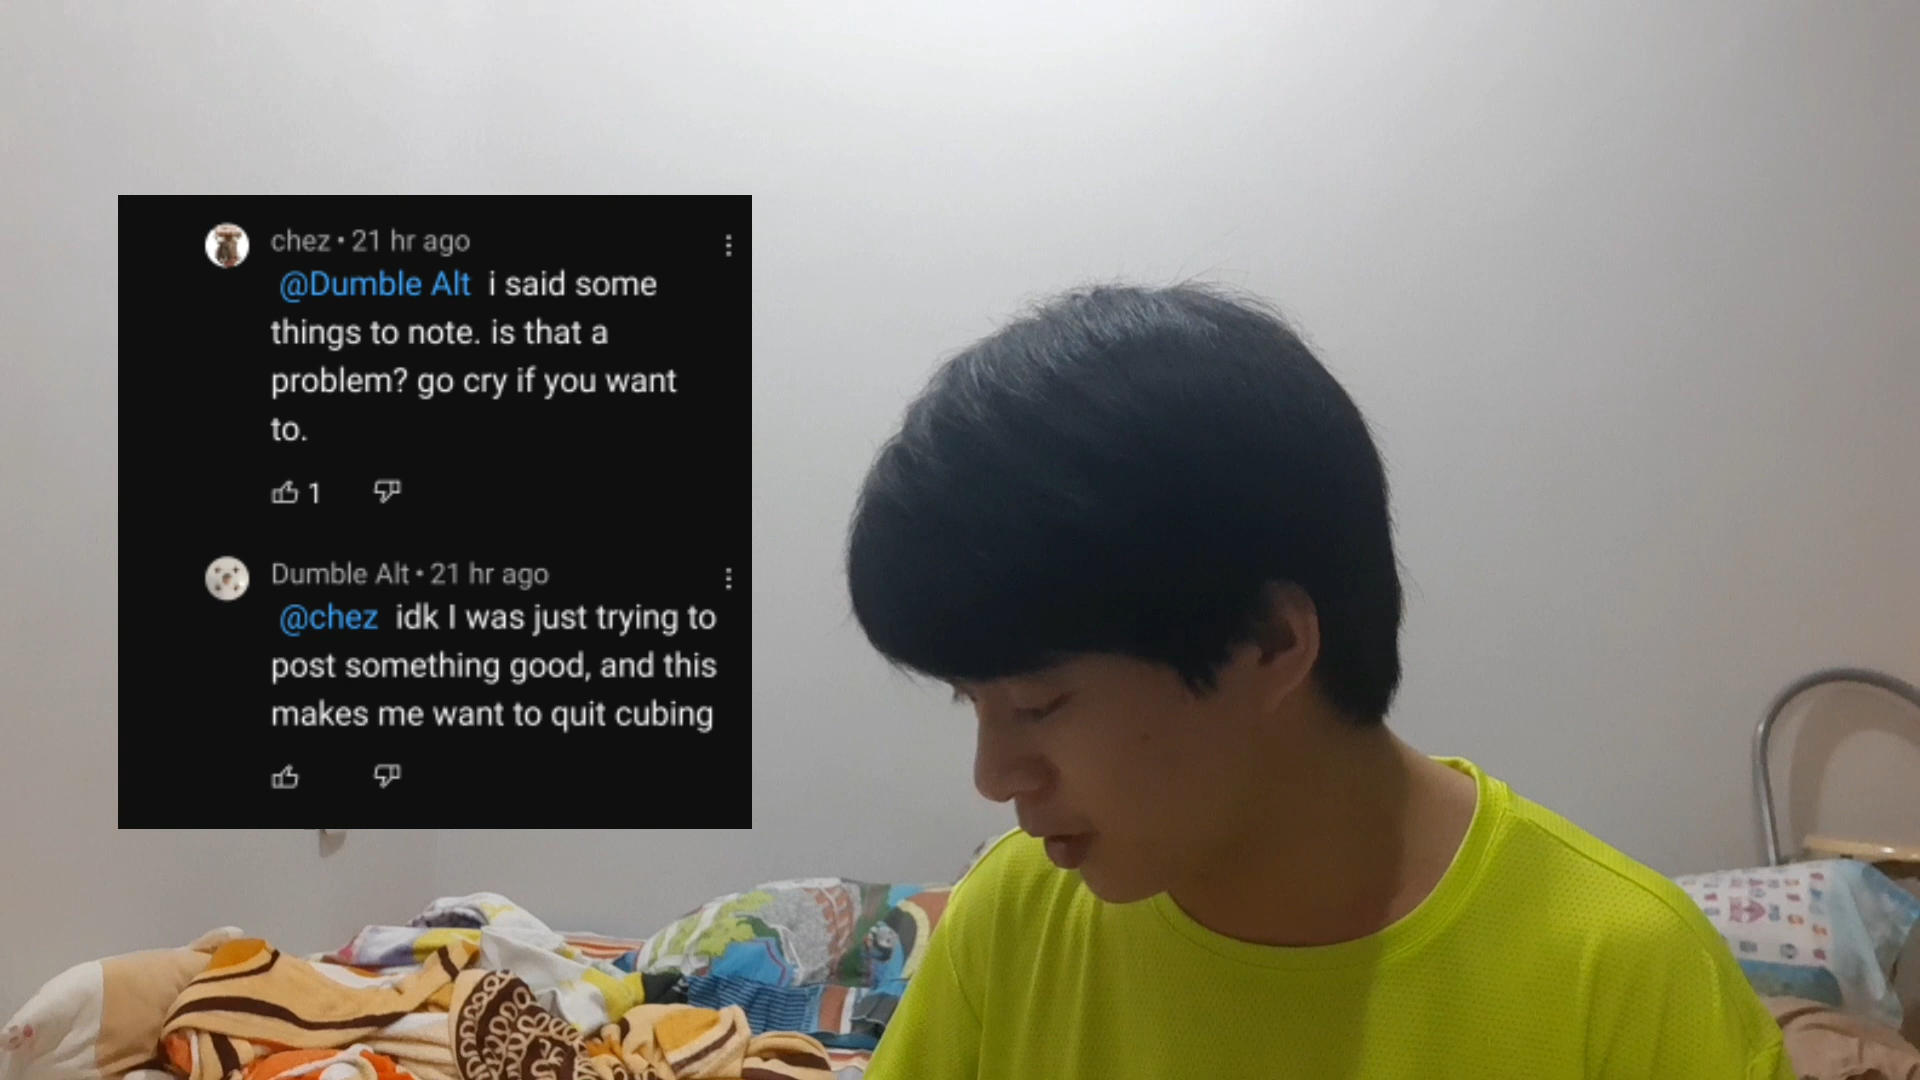 chez • 21 hr ago
@Dumble Alt i said some
things to note. is that a
problem? go cry if you want
to.
1
Dumble Alt • 21 hr ago
@chez idk I was just trying to
post something good, and this
makes me want to quit cubing